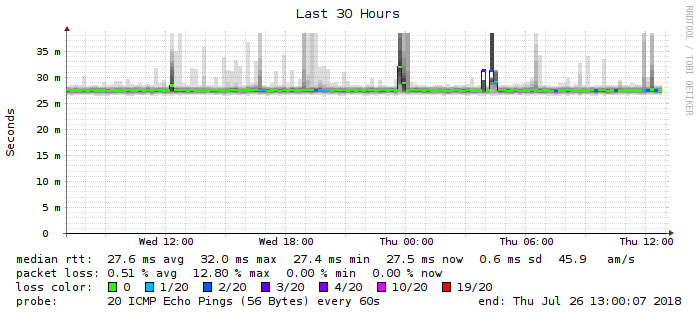 Last 30 Hours
RRDTOOL / TOBI OETIKER
Seconds
35 m
30 m
25 m
20 m
15 m
10 m
5 m
0
Wed 12:00 Wed 18:00 Thu 00:00 Thu 06:00 Thu 12:00
median rtt: 27.6 ms avg 32.0 ms max 27.4 ms min 27.5 ms now 0.6 ms sd 45.9 am/s
packet loss: 0.51 % avg 12.80 % max 0.00 % min 0.00 % now
loss color: 0 1/20 2/20 3/20 4/20 10/20 19/20
probe: 20 ICMP Echo Pings (56 Bytes) every 60s end: Thu Jul 26 13:00:07 2018